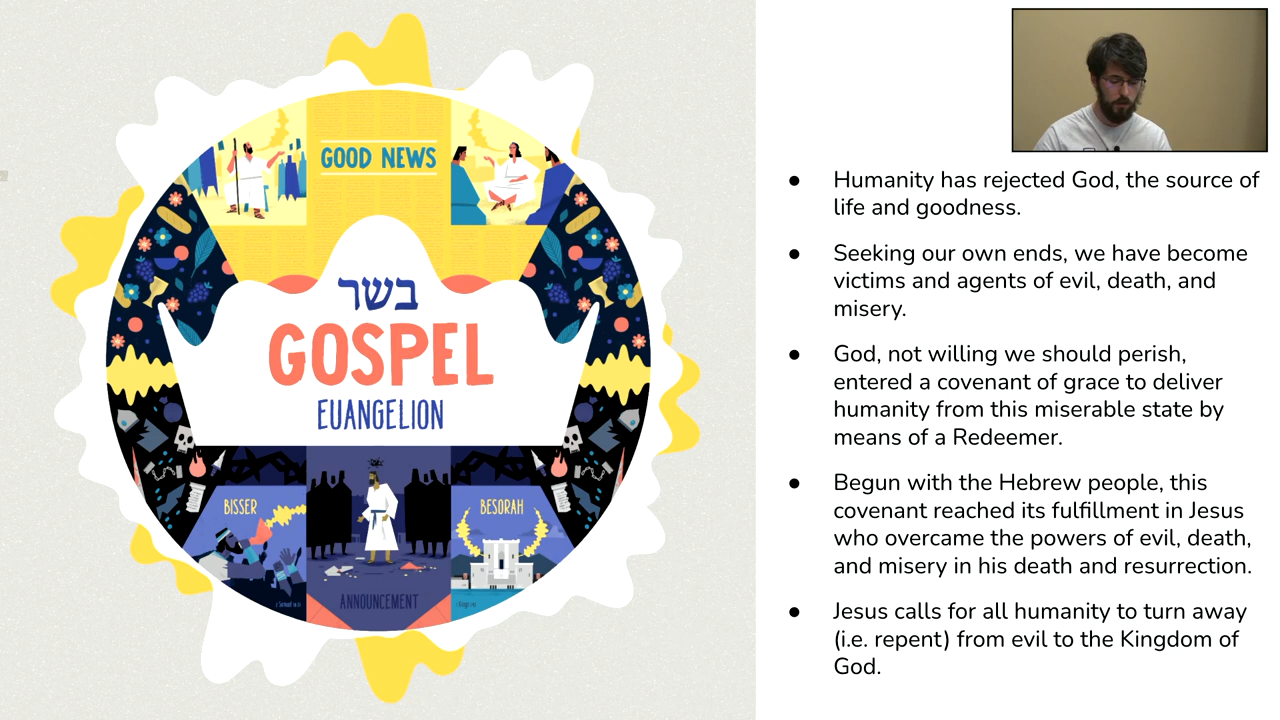 GOOD NEWS
בשר
GOSPEL
EUANGELION
BISSER
BESORAH
ANNOUNCEMENT
● Humanity has rejected God, the source of
life and goodness.
● Seeking our own ends, we have become
victims and agents of evil, death, and
misery.
● God, not willing we should perish,
entered a covenant of grace to deliver
humanity from this miserable state by
means of a Redeemer.
● Begun with the Hebrew people, this
covenant reached its fulfillment in Jesus
who overcame the powers of evil, death,
and misery in his death and resurrection.
● Jesus calls for all humanity to turn away
(i.e. repent) from evil to the Kingdom of
God.